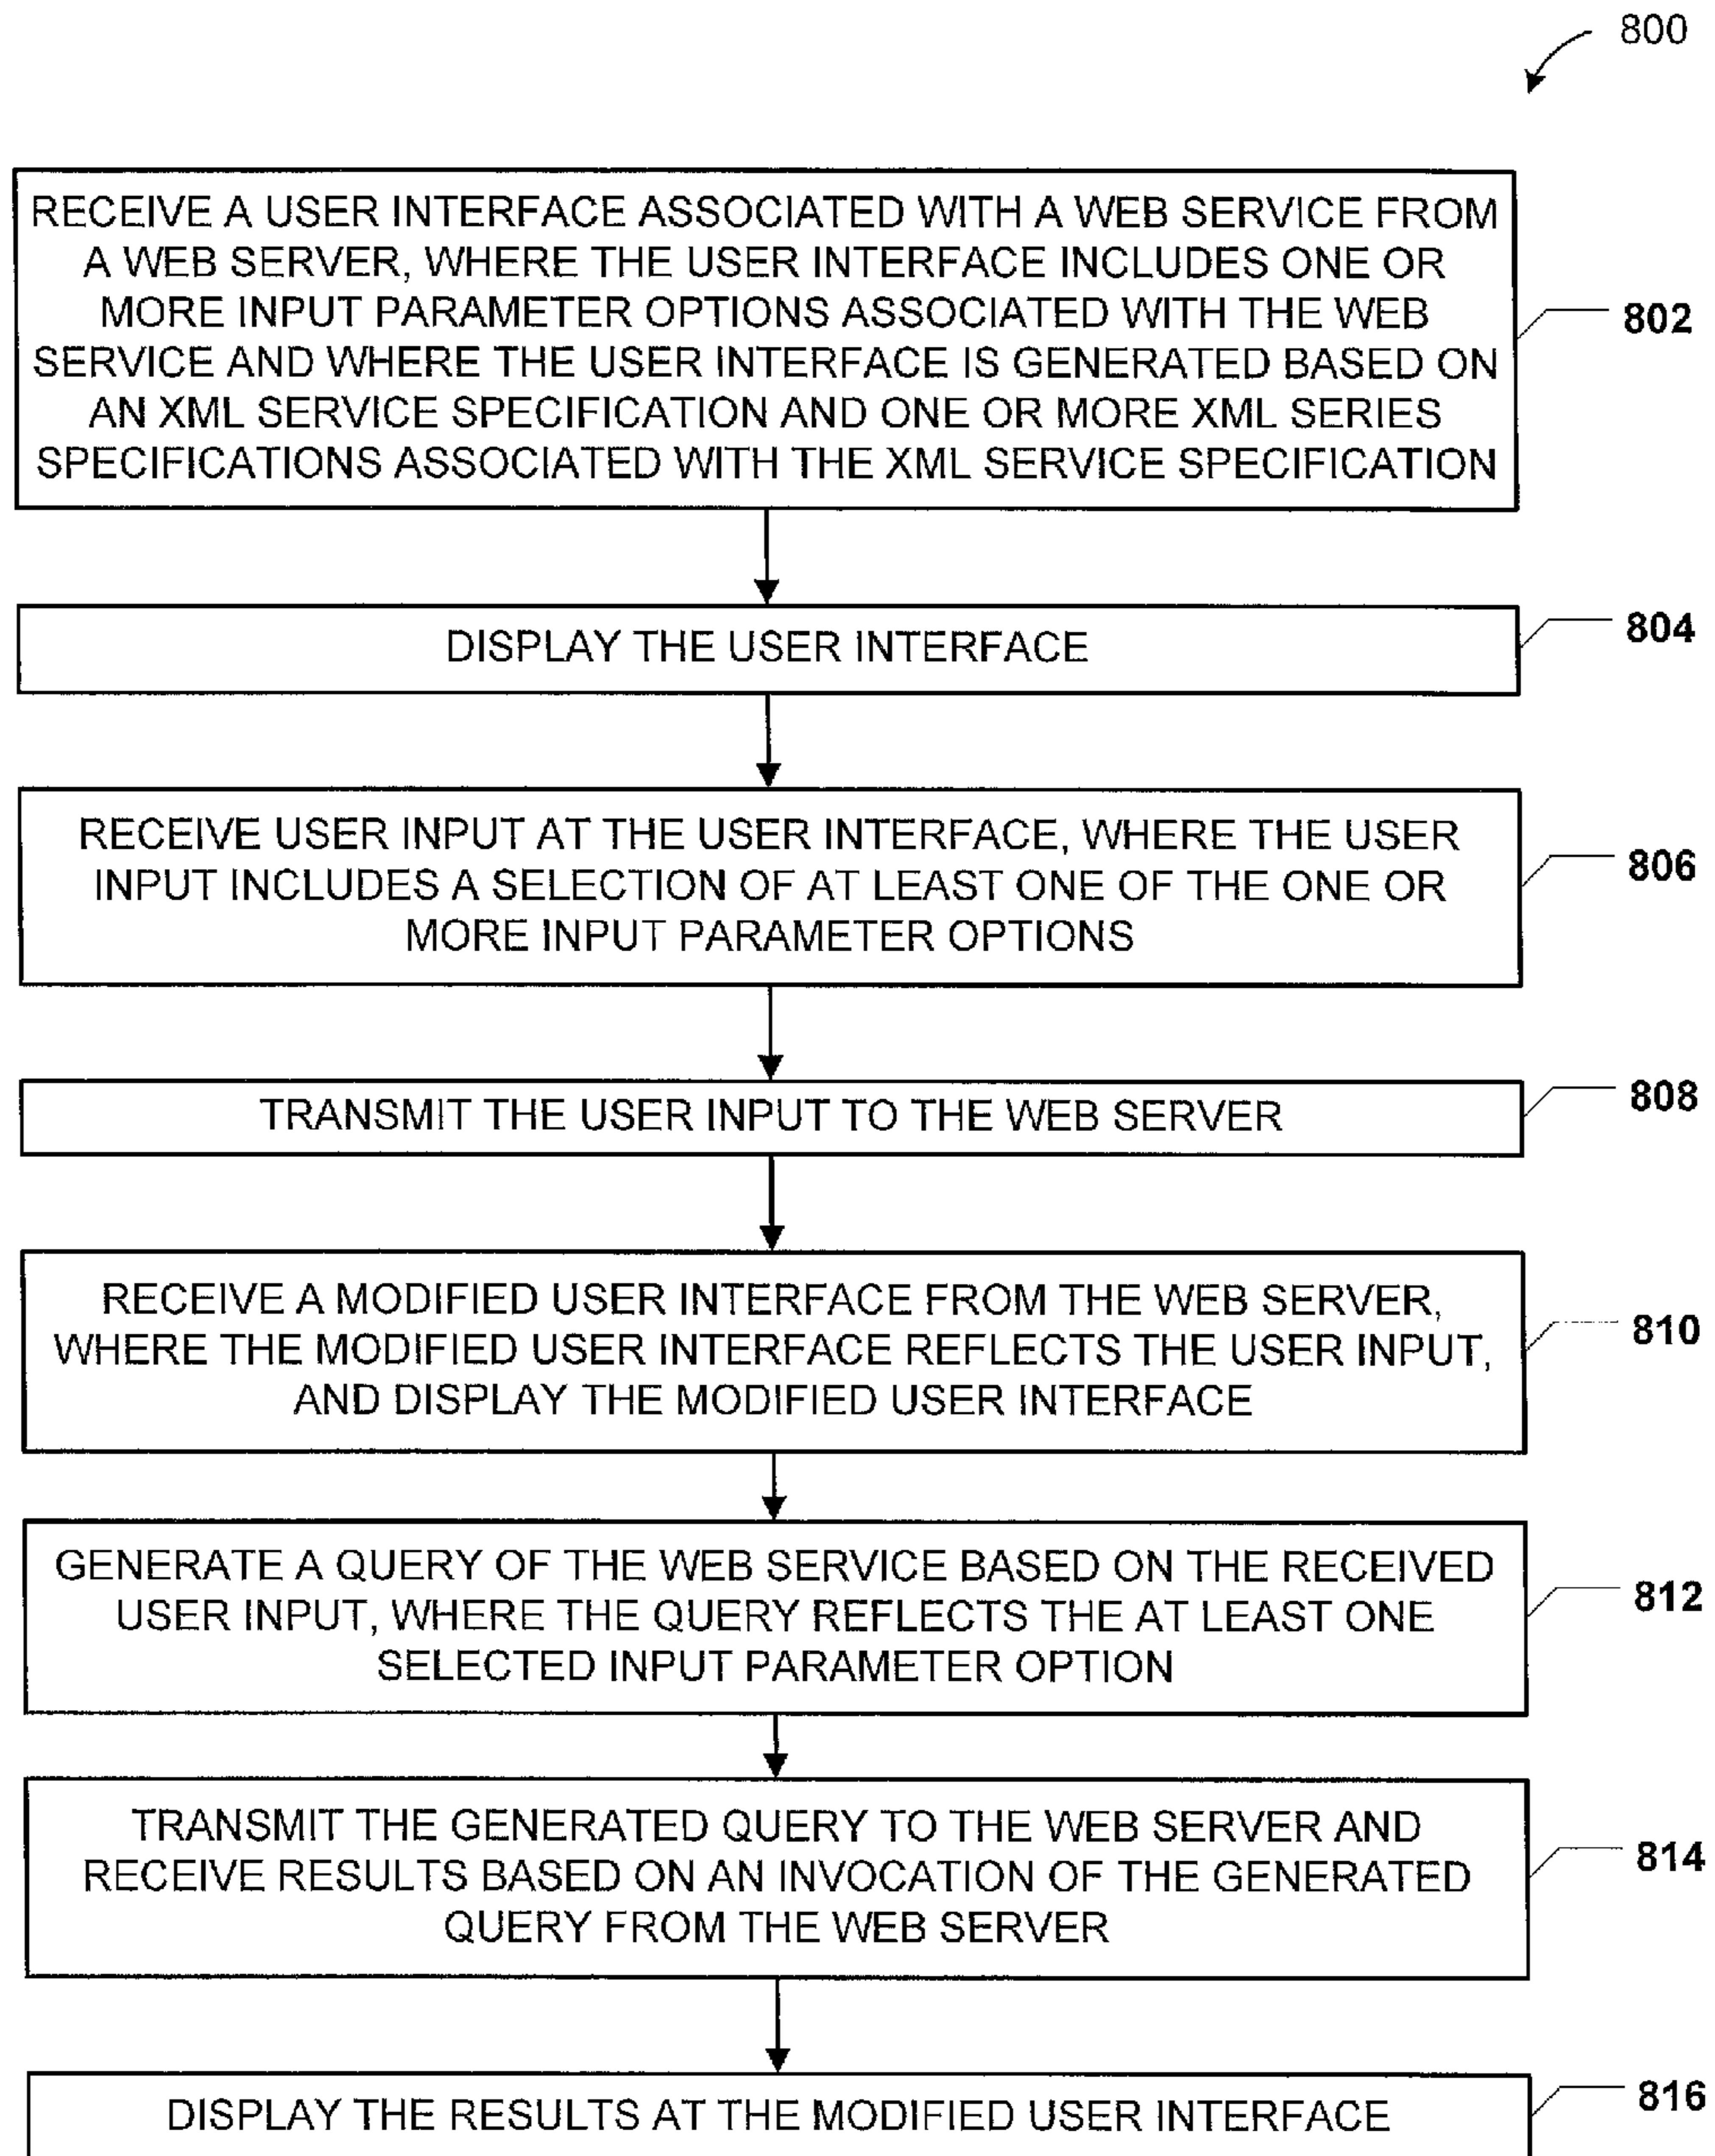 800
RECEIVE A USER INTERFACE ASSOCIATED WITH A WEB SERVICE FROM
A WEB SERVER, WHERE THE USER INTERFACE INCLUDES ONE OR
MORE INPUT PARAMETER OPTIONS ASSOCIATED WITH THE WEB
SERVICE AND WHERE THE USER INTERFACE IS GENERATED BASED ON
AN XML SERVICE SPECIFICATION AND ONE OR MORE XML SERIES
SPECIFICATIONS ASSOCIATED WITH THE XML SERVICE SPECIFICATION
802
DISPLAY THE USER INTERFACE
804
RECEIVE USER INPUT AT THE USER INTERFACE, WHERE THE USER
INPUT INCLUDES A SELECTION OF AT LEAST ONE OF THE ONE OR
MORE INPUT PARAMETER OPTIONS
806
TRANSMIT THE USER INPUT TO THE WEB SERVER
808
RECEIVE A MODIFIED USER INTERFACE FROM THE WEB SERVER,
WHERE THE MODIFIED USER INTERFACE REFLECTS THE USER INPUT,
AND DISPLAY THE MODIFIED USER INTERFACE
810
GENERATE A QUERY OF THE WEB SERVICE BASED ON THE RECEIVED
USER INPUT, WHERE THE QUERY REFLECTS THE AT LEAST ONE
SELECTED INPUT PARAMETER OPTION
812
TRANSMIT THE GENERATED QUERY TO THE WEB SERVER AND
RECEIVE RESULTS BASED ON AN INVOCATION OF THE GENERATED
QUERY FROM THE WEB SERVER
814
DISPLAY THE RESULTS AT THE MODIFIED USER INTERFACE
816